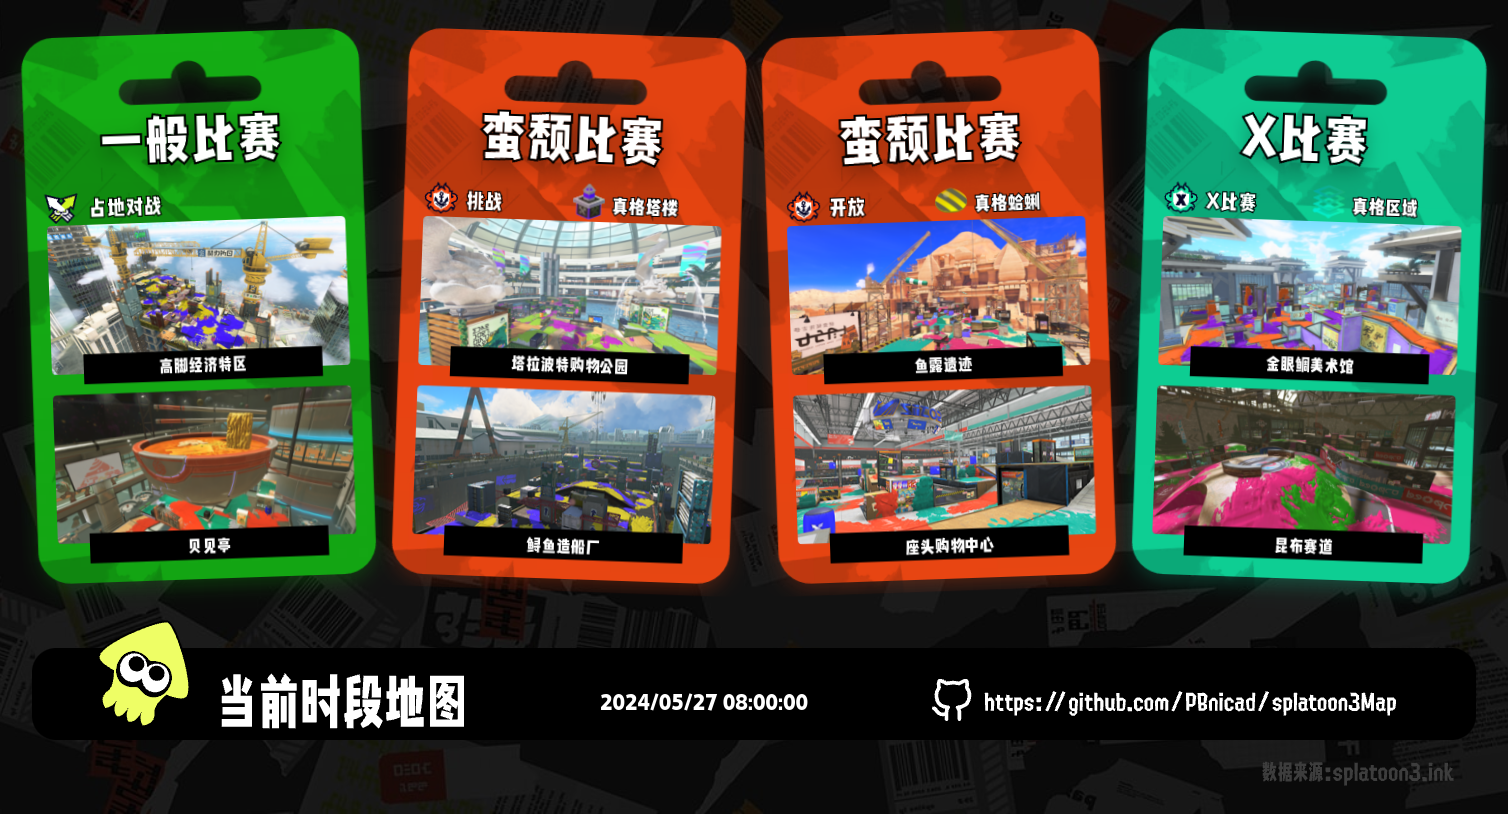 一般比赛
占地对战
高脚经济特区
贝贝亭
蛮颓比赛
挑战
真格塔楼
塔拉波特购物公园
鲟鱼造船厂
蛮颓比赛
开放
真格蛤蜊
鱼露遗迹
座头购物中心
X比赛
X比赛
真格区域
金眼鲷美术馆
昆布赛道
当前时段地图
2024/05/27 08:00:00
https://github.com/PBnicad/splatoon3Map
数据来源:splatoon3.ink